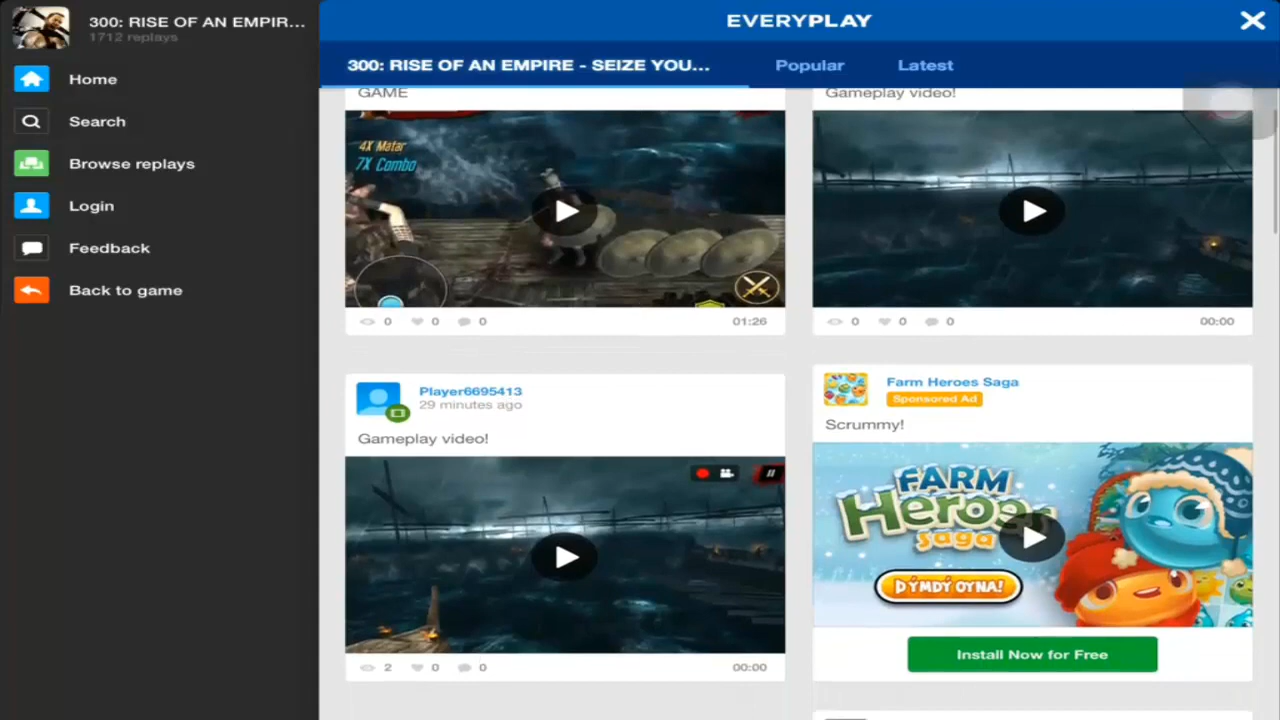 300: RISE OF AN EMPIR...
1712 replays
Home
Search
Browse replays
Login
Feedback
Back to game
EVERYPLAY
300: RISE OF AN EMPIRE - SEIZE YOU...
Popular
Latest
GAME
4X Matar
7X Combo
0 0 0
01:26
Gameplay video!
0 0 0
00:00
Player6695413
29 minutes ago
Gameplay video!
2 0 0
00:00
Farm Heroes Saga
Sponsored Ad
Scrummy!
FARM
Heroes
saga
ÞÝMDÝ OYNA!
Install Now for Free